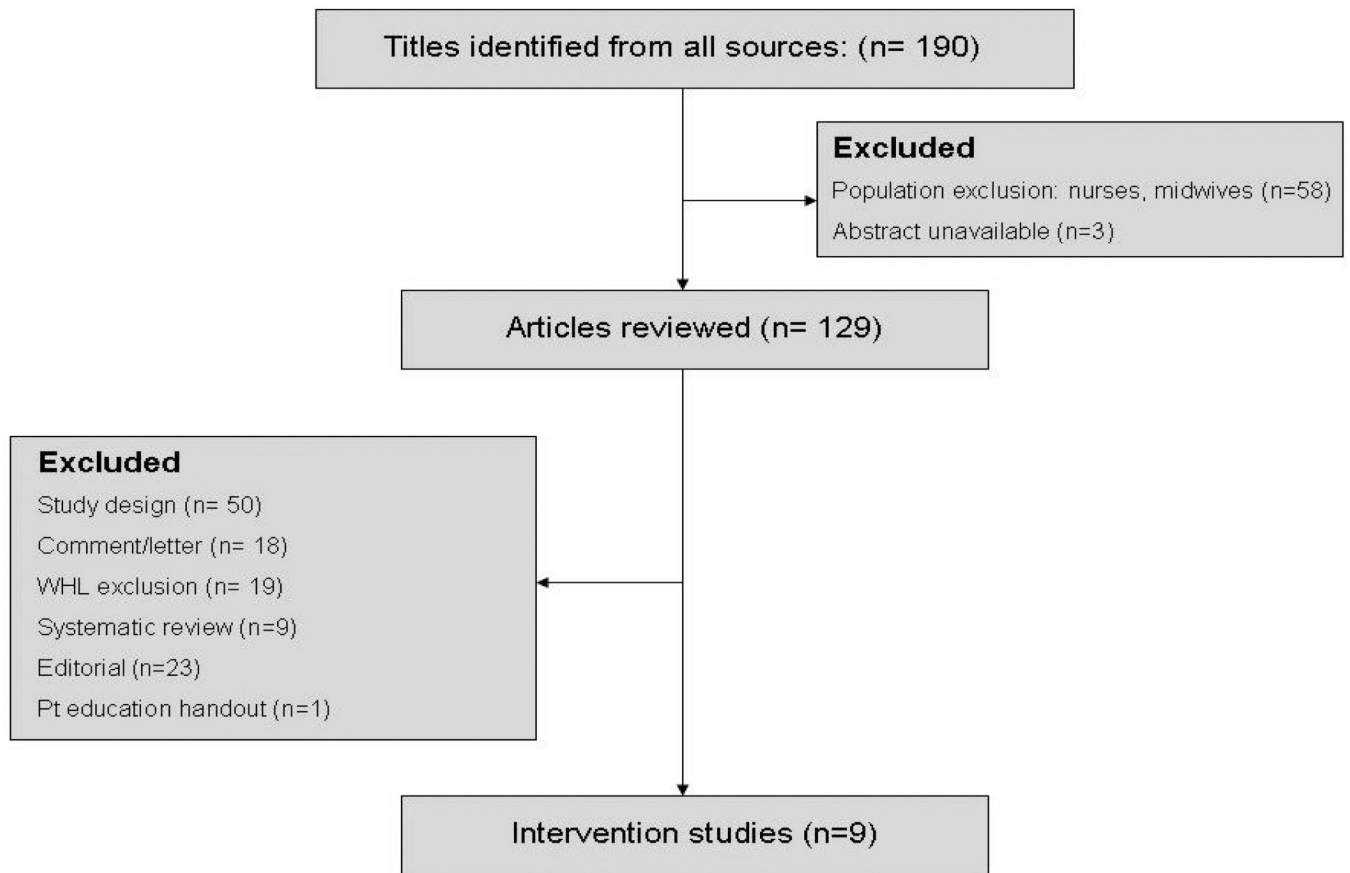 Titles identified from all sources: (n= 190)
Excluded
Population exclusion: nurses, midwives (n=58)
Abstract unavailable (n=3)
Articles reviewed (n= 129)
Excluded
Study design (n= 50)
Comment/letter (n= 18)
WHL exclusion (n= 19)
Systematic review (n=9)
Editorial (n=23)
Pt education handout (n=1)
Intervention studies (n=9)